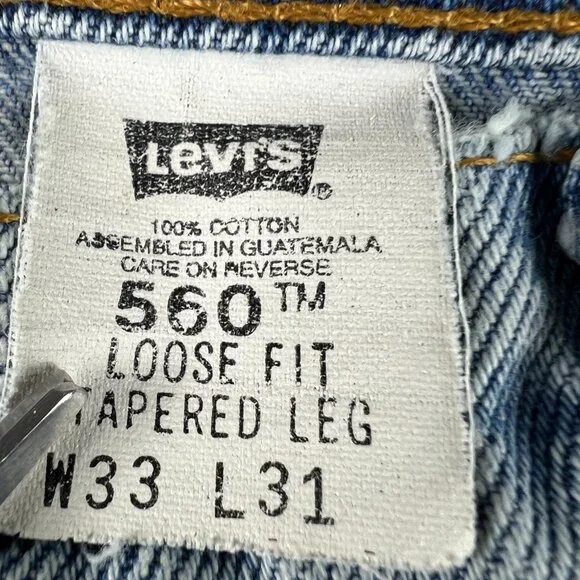 Levi's ®
100% COTTON
ASSEMBLED IN GUATEMALA
CARE ON REVERSE
560™
LOOSE FIT
TAPERED LEG
W33 L31